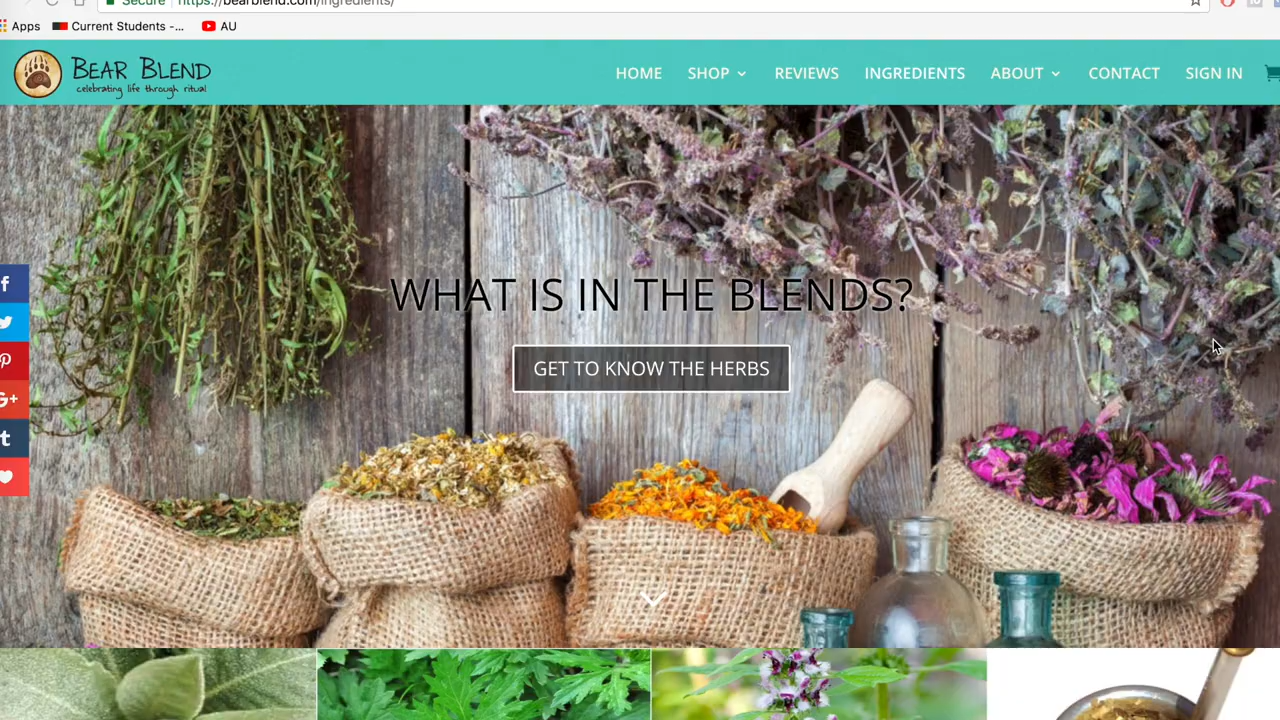 Secure https://bearblend.com/ingredients/
Apps Current Students -... AU
BEAR BLEND
celebrating life through ritual
HOME SHOP REVIEWS INGREDIENTS ABOUT CONTACT SIGN IN
WHAT IS IN THE BLENDS?
GET TO KNOW THE HERBS
f
G+
t